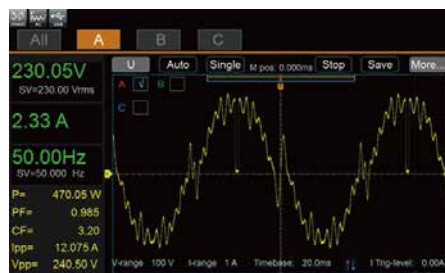 All A B C
230.05V
SV=230.00 Vrms
2.33 A
50.00Hz
SV=50.000 Hz
P= 470.05 W
PF= 0.985
CF= 3.20
Ipp= 12.075 A
Vpp= 240.50 V
U Auto Single M pos: 0.000ms Stop Save More...
A √ B
C
V-range 100 V I-range 1 A Timebase: 20.0ms I Trig-level: 0.00A